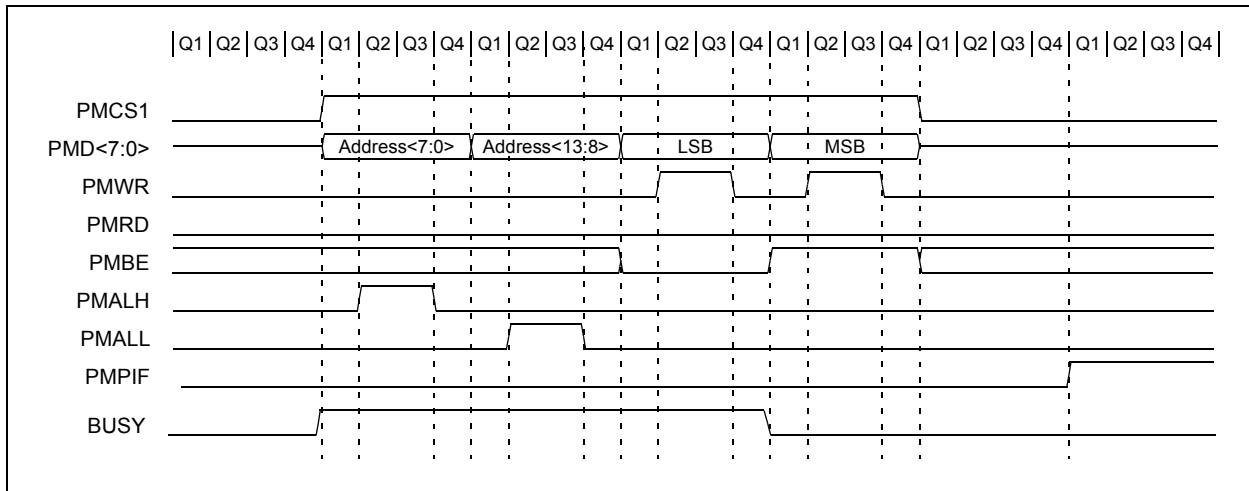 Q1 Q2 Q3 Q4 Q1 Q2 Q3 Q4 Q1 Q2 Q3 Q4 Q1 Q2 Q3 Q4 Q1 Q2 Q3 Q4 Q1 Q2 Q3 Q4 Q1 Q2 Q3 Q4
PMCS1
PMD<7:0> Address<7:0> Address<13:8> LSB MSB
PMWR
PMRD
PMBE
PMALH
PMALL
PMPIF
BUSY